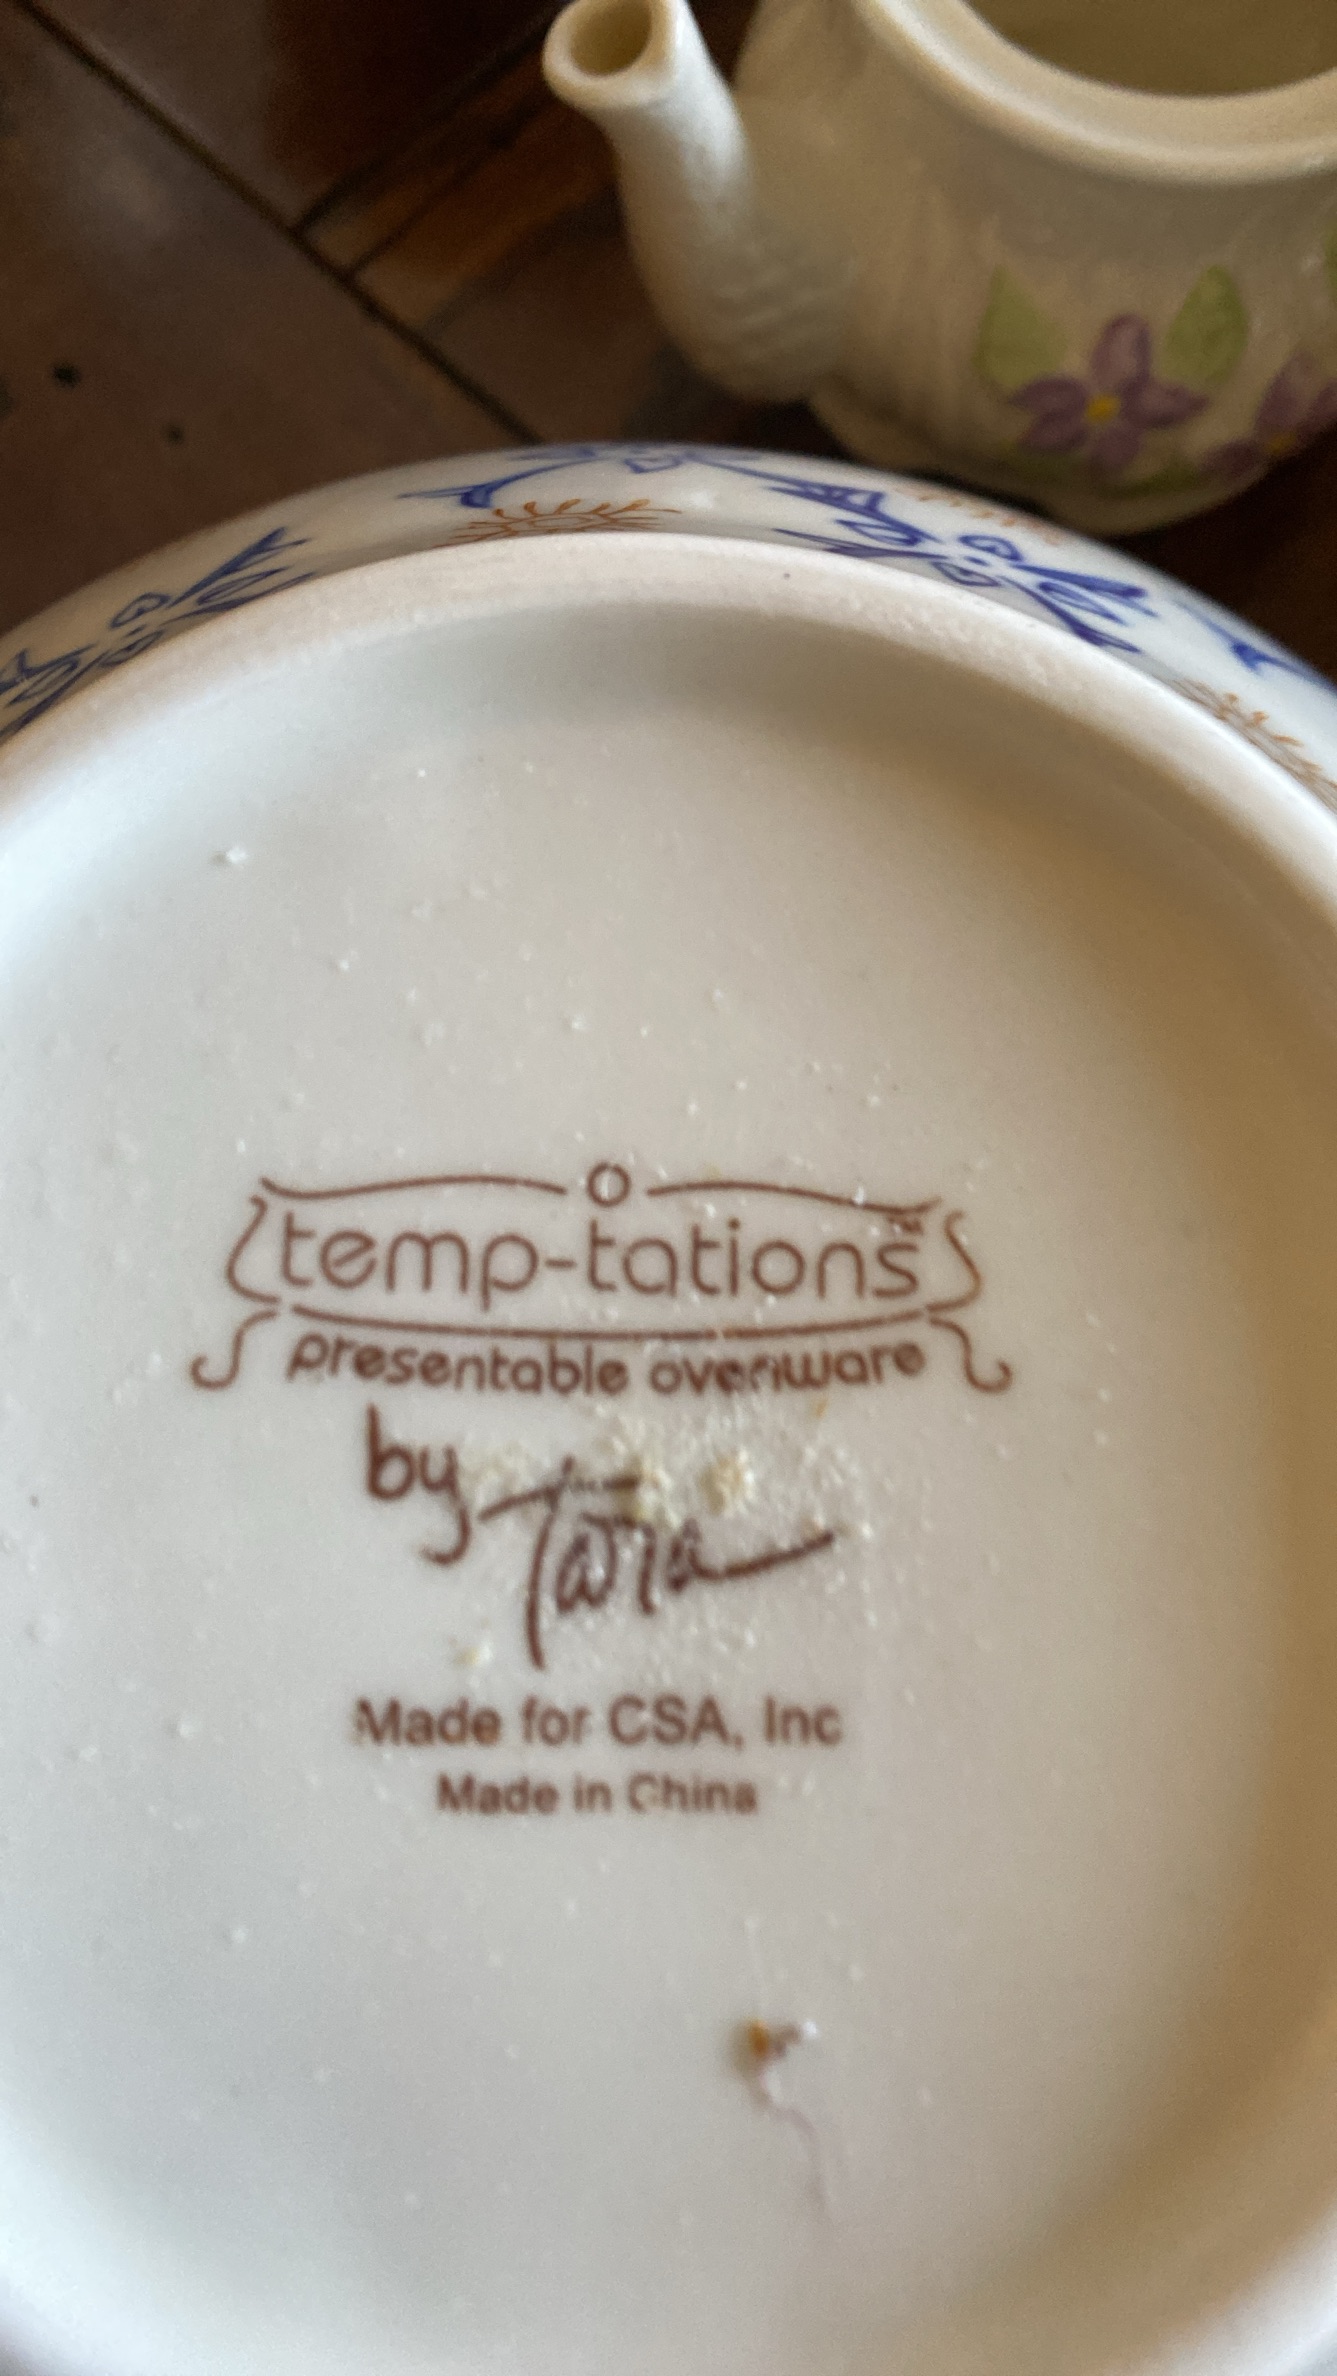 temp-tations
presentable ovenware
by Tara
Made for CSA, Inc
Made in China